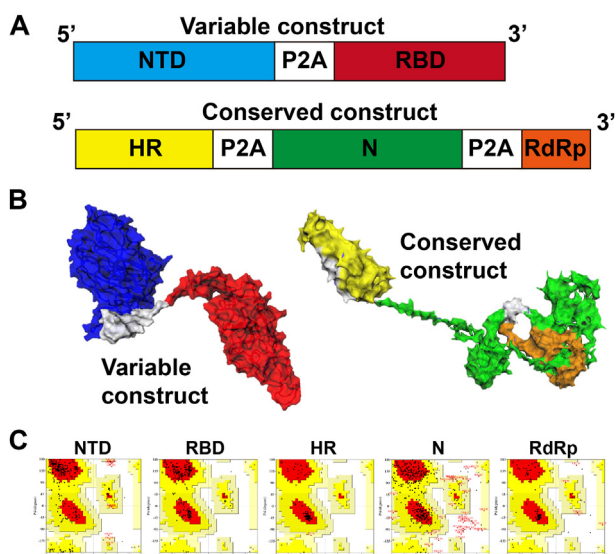 A
Variable construct
5’ 3’
NTD P2A RBD
Conserved construct
5’ 3’
HR P2A N P2A RdRp
B
Conserved
construct
Variable
construct
C
NTD RBD HR N RdRp